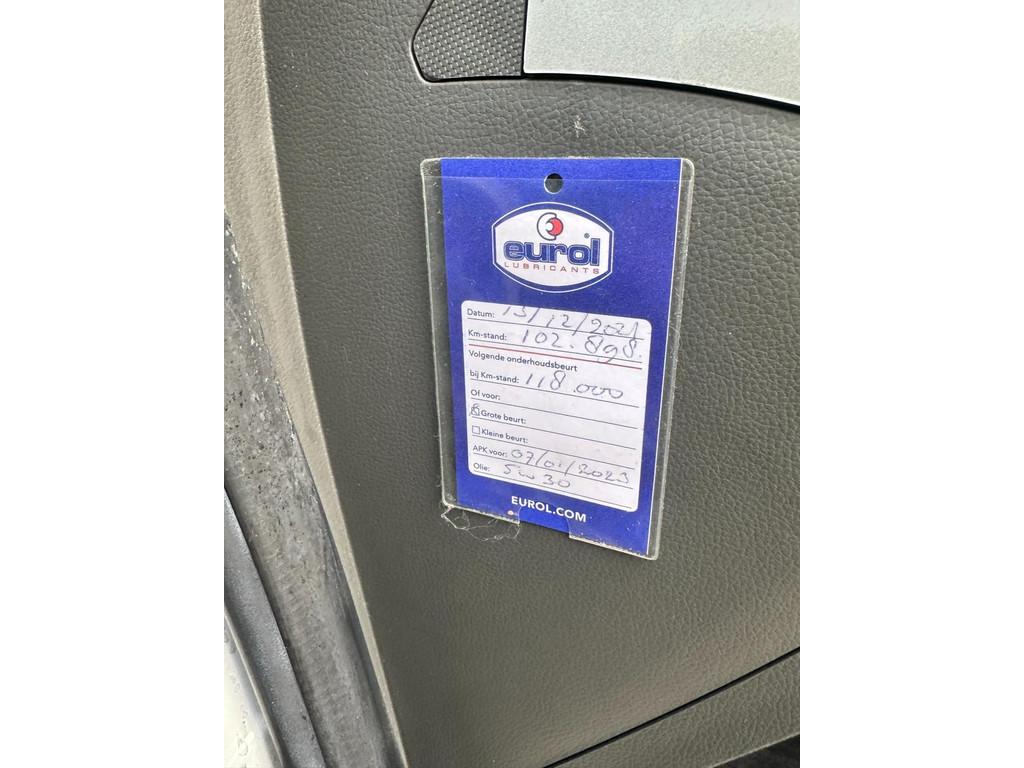 eurol
®
LUBRICANTS
Datum: 13/12/2021
Km-stand: 102.898.
Volgende onderhoudsbeurt
bij Km-stand: 118.000
Of voor:
Grote beurt:
Kleine beurt:
APK voor: 07/01/2023
Olie: 5w30
EUROL.COM